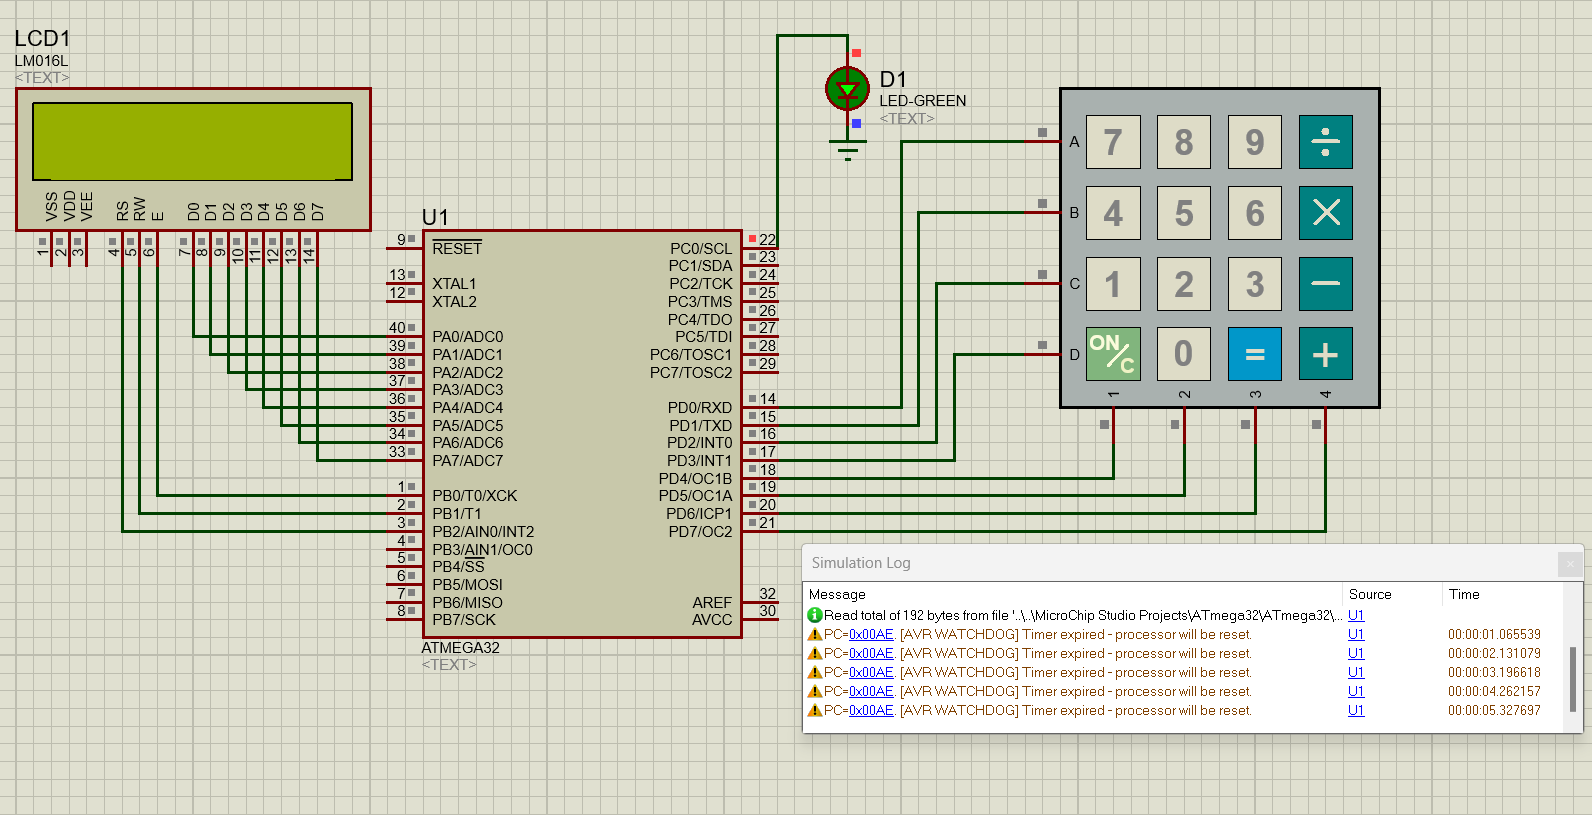 LCD1
LM016L
<TEXT>
VSS
VDD
VEE
RS
RW
E
D0
D1
D2
D3
D4
D5
D6
D7
1
2
3
4
5
6
7
8
9
10
11
12
13
14
D1
LED-GREEN
<TEXT>
U1
9 RESET
13 XTAL1
12 XTAL2
40 PA0/ADC0
39 PA1/ADC1
38 PA2/ADC2
37 PA3/ADC3
36 PA4/ADC4
35 PA5/ADC5
34 PA6/ADC6
33 PA7/ADC7
1 PB0/T0/XCK
2 PB1/T1
3 PB2/AIN0/INT2
4 PB3/AIN1/OC0
5 PB4/SS
6 PB5/MOSI
7 PB6/MISO
8 PB7/SCK
PC0/SCL 22
PC1/SDA 23
PC2/TCK 24
PC3/TMS 25
PC4/TDO 26
PC5/TDI 27
PC6/TOSC1 28
PC7/TOSC2 29
PD0/RXD 14
PD1/TXD 15
PD2/INT0 16
PD3/INT1 17
PD4/OC1B 18
PD5/OC1A 19
PD6/ICP1 20
PD7/OC2 21
AREF 32
AVCC 30
ATMEGA32
<TEXT>
A 7 8 9 ÷
B 4 5 6 ×
C 1 2 3 −
D ON/C 0 = +
1 2 3 4
Simulation Log
Message Source Time
Read total of 192 bytes from file '..\..\MicroChip Studio Projects\ATmega32\ATmega32\... U1
PC=0x00AE. [AVR WATCHDOG] Timer expired - processor will be reset. U1 00:00:01.065539
PC=0x00AE. [AVR WATCHDOG] Timer expired - processor will be reset. U1 00:00:02.131079
PC=0x00AE. [AVR WATCHDOG] Timer expired - processor will be reset. U1 00:00:03.196618
PC=0x00AE. [AVR WATCHDOG] Timer expired - processor will be reset. U1 00:00:04.262157
PC=0x00AE. [AVR WATCHDOG] Timer expired - processor will be reset. U1 00:00:05.327697